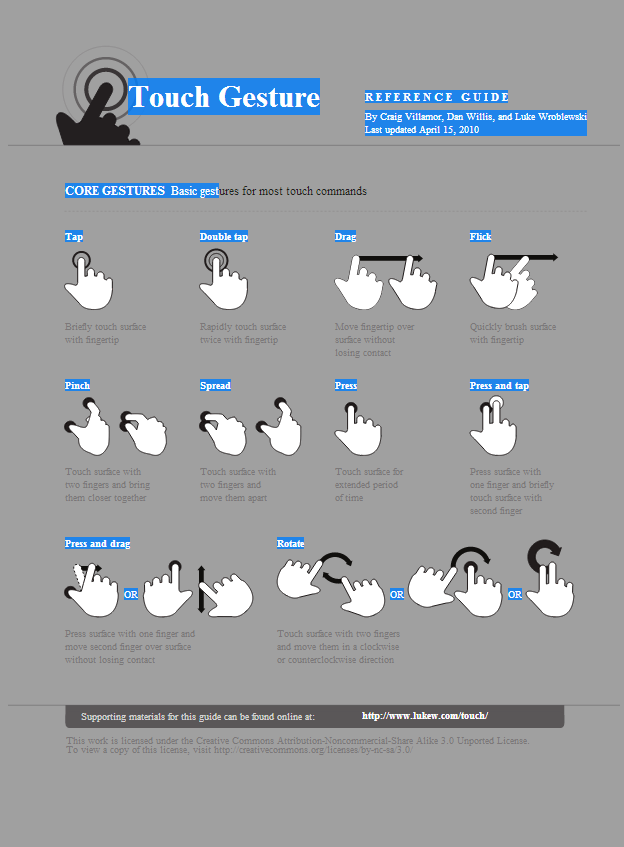 Touch Gesture
REFERENCE GUIDE
By Craig Villamor, Dan Willis, and Luke Wroblewski
Last updated April 15, 2010
CORE GESTURES Basic gestures for most touch commands
Tap
Double tap
Drag
Flick
Briefly touch surface
with fingertip
Rapidly touch surface
twice with fingertip
Move fingertip over
surface without
losing contact
Quickly brush surface
with fingertip
Pinch
Spread
Press
Press and tap
Touch surface with
two fingers and bring
them closer together
Touch surface with
two fingers and
move them apart
Touch surface for
extended period
of time
Press surface with
one finger and briefly
touch surface with
second finger
Press and drag
Rotate
OR
OR
OR
Press surface with one finger and
move second finger over surface
without losing contact
Touch surface with two fingers
and move them in a clockwise
or counterclockwise direction
Supporting materials for this guide can be found online at: http://www.lukew.com/touch/
This work is licensed under the Creative Commons Attribution-Noncommercial-Share Alike 3.0 Unported License.
To view a copy of this license, visit http://creativecommons.org/licenses/by-nc-sa/3.0/